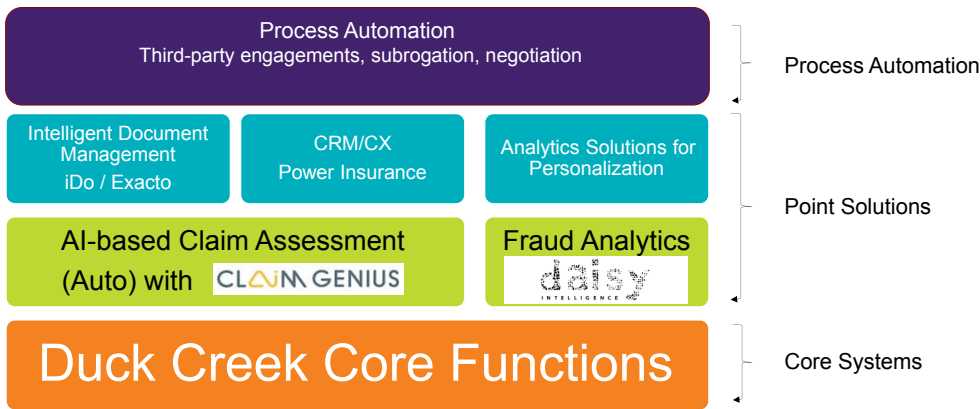 Process Automation
Third-party engagements, subrogation, negotiation
Process Automation
Intelligent Document
Management
iDo / Exacto
CRM/CX
Power Insurance
Analytics Solutions for
Personalization
Point Solutions
AI-based Claim Assessment
(Auto) with CLAIM GENIUS
Fraud Analytics
daisy
INTELLIGENCE
Duck Creek Core Functions
Core Systems